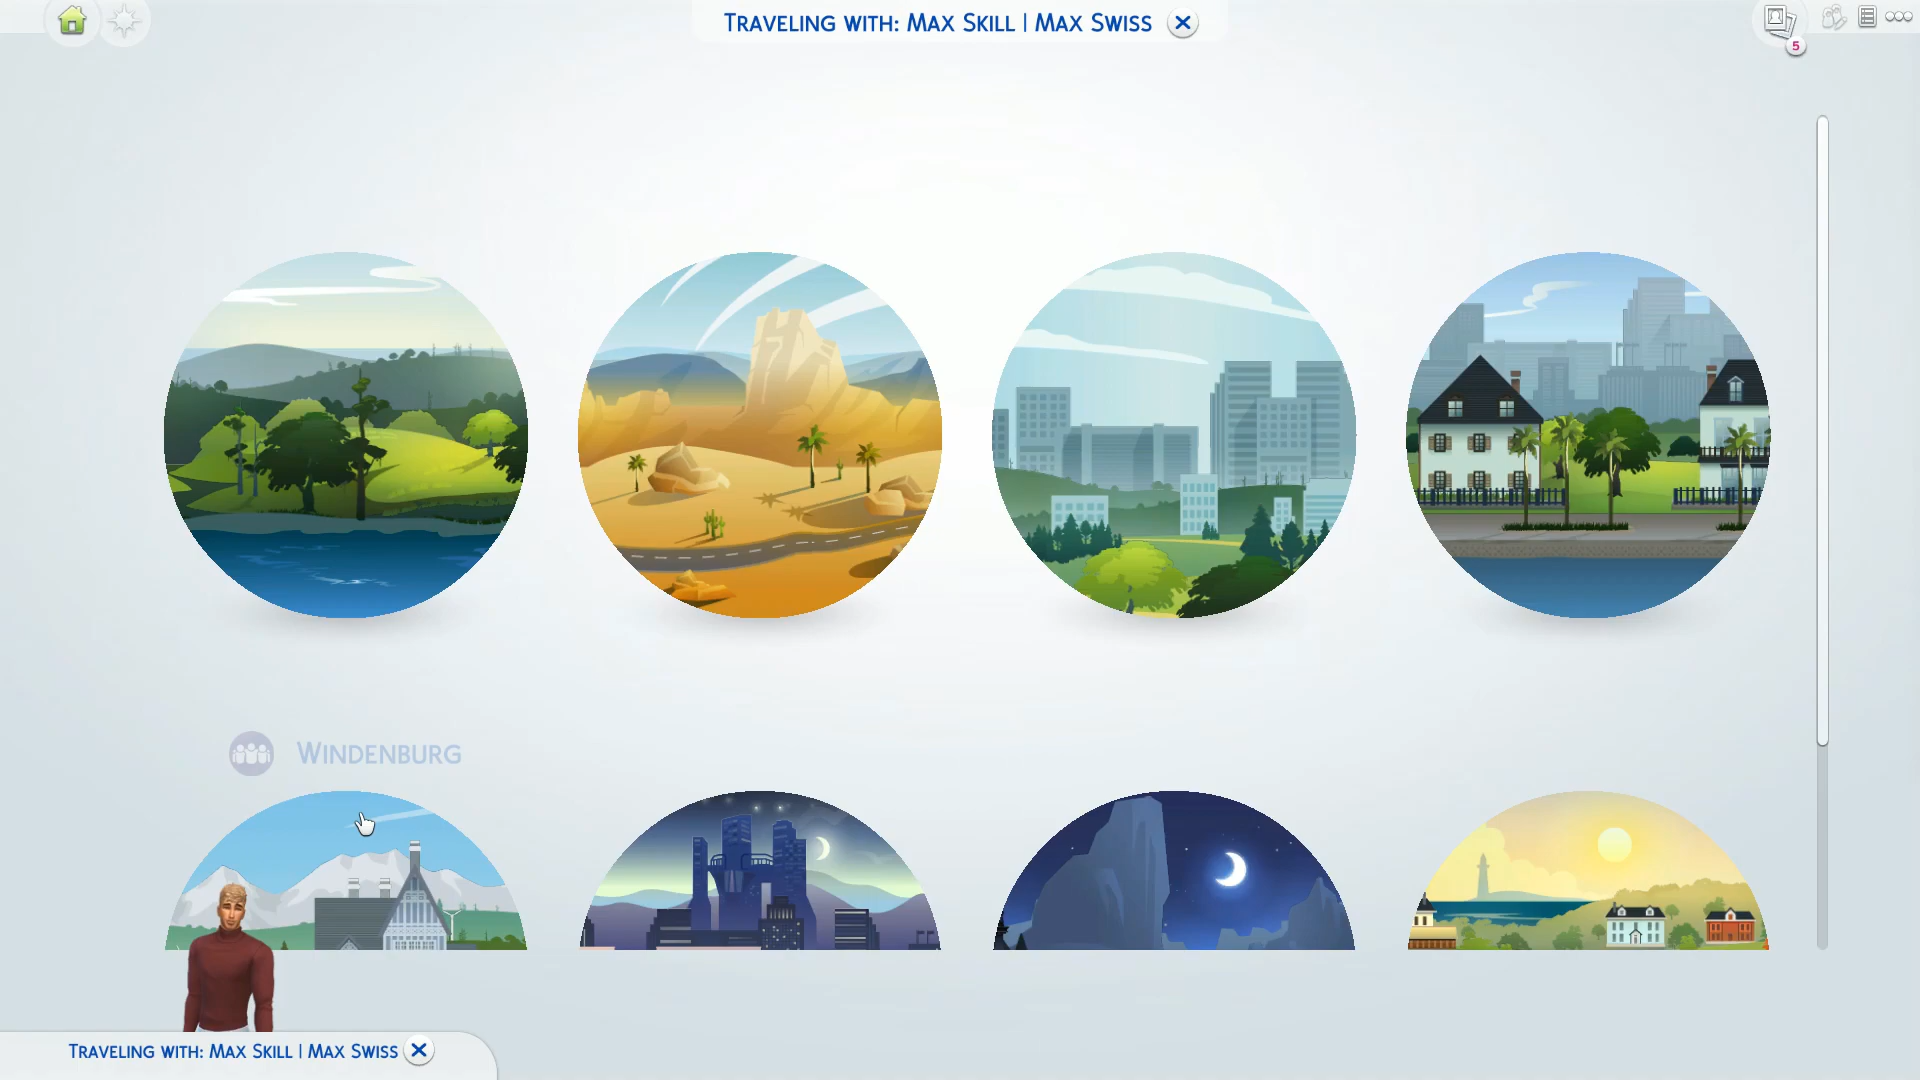 TRAVELING WITH: MAX SKILL | MAX SWISS
5
WINDENBURG
TRAVELING WITH: MAX SKILL | MAX SWISS